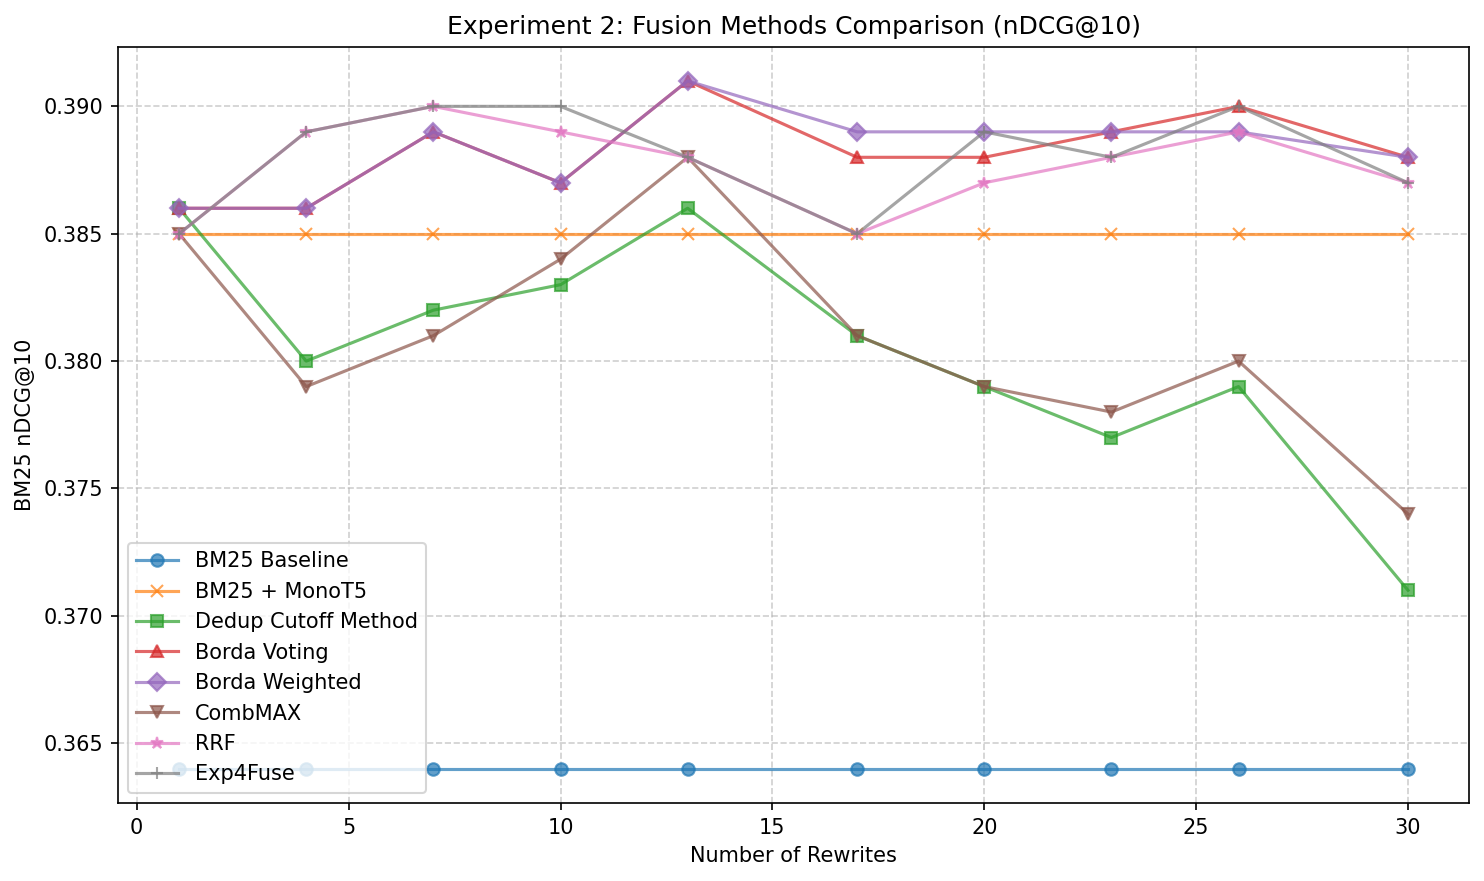 Experiment 2: Fusion Methods Comparison (nDCG@10)
BM25 nDCG@10
0.390
0.385
0.380
0.375
0.370
0.365
BM25 Baseline
BM25 + MonoT5
Dedup Cutoff Method
Borda Voting
Borda Weighted
CombMAX
RRF
Exp4Fuse
0 5 10 15 20 25 30
Number of Rewrites